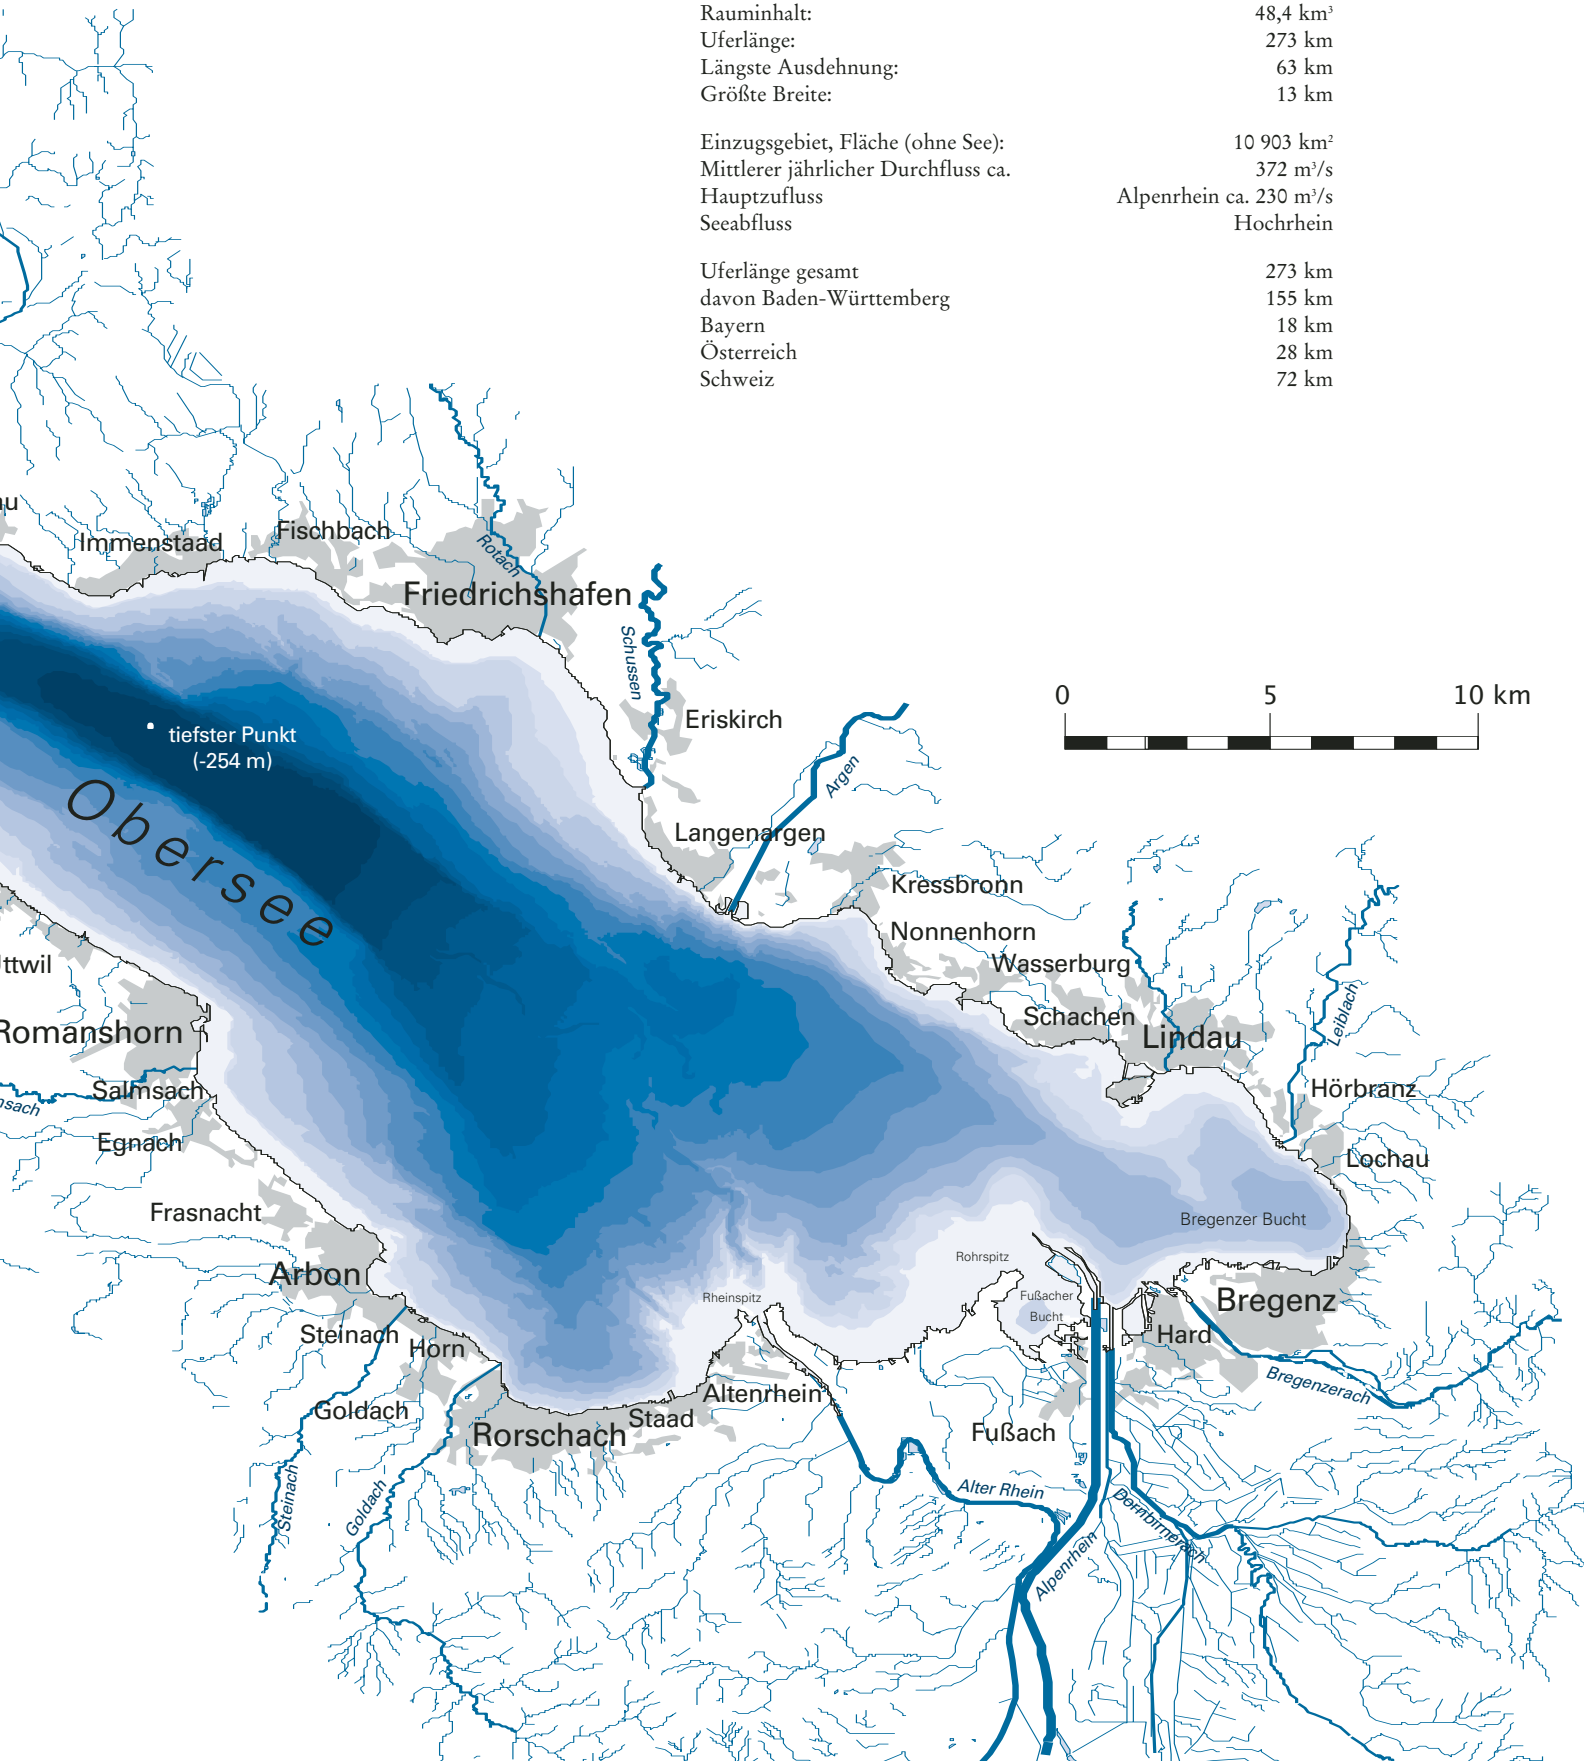 Rauminhalt: 48,4 km³
Uferlänge: 273 km
Längste Ausdehnung: 63 km
Größte Breite: 13 km
Einzugsgebiet, Fläche (ohne See): 10 903 km²
Mittlerer jährlicher Durchfluss ca. 372 m³/s
Hauptzufluss Alpenrhein ca. 230 m³/s
Seeabfluss Hochrhein
Uferlänge gesamt 273 km
davon Baden-Württemberg 155 km
Bayern 18 km
Österreich 28 km
Schweiz 72 km
Immenstaad
Fischbach
Rotach
Friedrichshafen
Schussen
Eriskirch
0 5 10 km
tiefster Punkt
(-254 m)
Obersee
Argen
Langenargen
Kressbronn
Nonnenhorn
Wasserburg
ttwil
Schachen
Lindau
Leiblach
Romanshorn
Salmsach
nsach
Hörbranz
Egnach
Lochau
Frasnacht
Bregenzer Bucht
Rohrspitz
Arbon
Rheinspitz
Fußacher
Bucht
Bregenz
Steinach
Horn
Hard
Bregenzerach
Altenrhein
Goldach
Staad
Rorschach
Fußach
Steinach
Goldach
Alter Rhein
Dornbirnerach
Alpenrhein